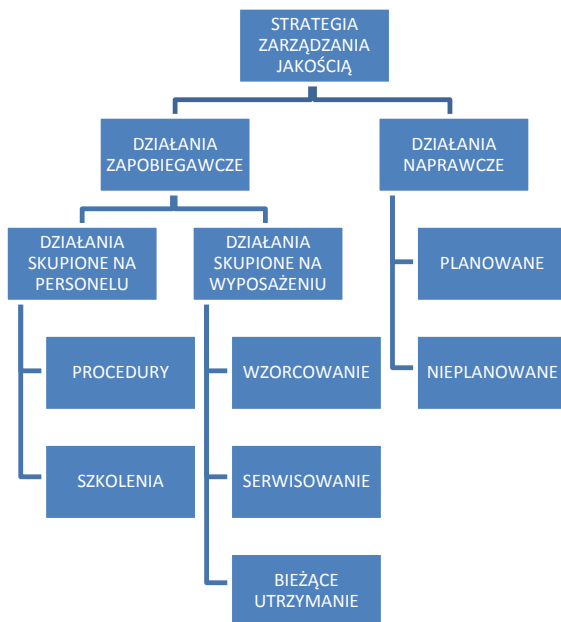 STRATEGIA
ZARZĄDZANIA
JAKOŚCIĄ
DZIAŁANIA
ZAPOBIEGAWCZE
DZIAŁANIA
NAPRAWCZE
DZIAŁANIA
SKUPIONE NA
PERSONELU
DZIAŁANIA
SKUPIONE NA
WYPOSAŻENIU
PLANOWANE
PROCEDURY
WZORCOWANIE
NIEPLANOWANE
SZKOLENIA
SERWISOWANIE
BIEŻĄCE
UTRZYMANIE